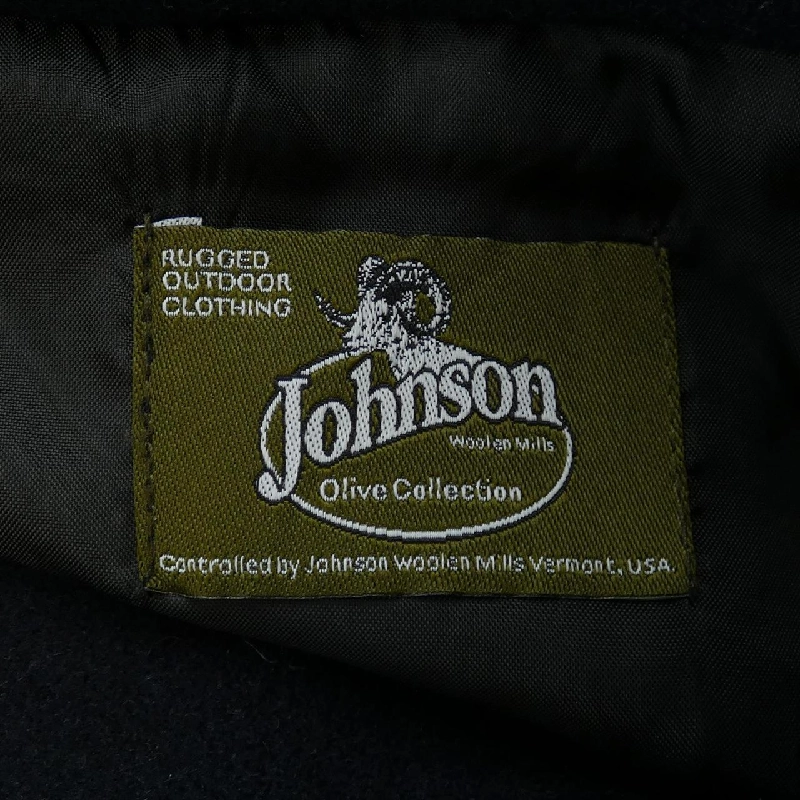 RUGGED
OUTDOOR
CLOTHING
Johnson
Woolen Mills
Olive Collection
Controlled by Johnson Woolen Mills Vermont, USA.